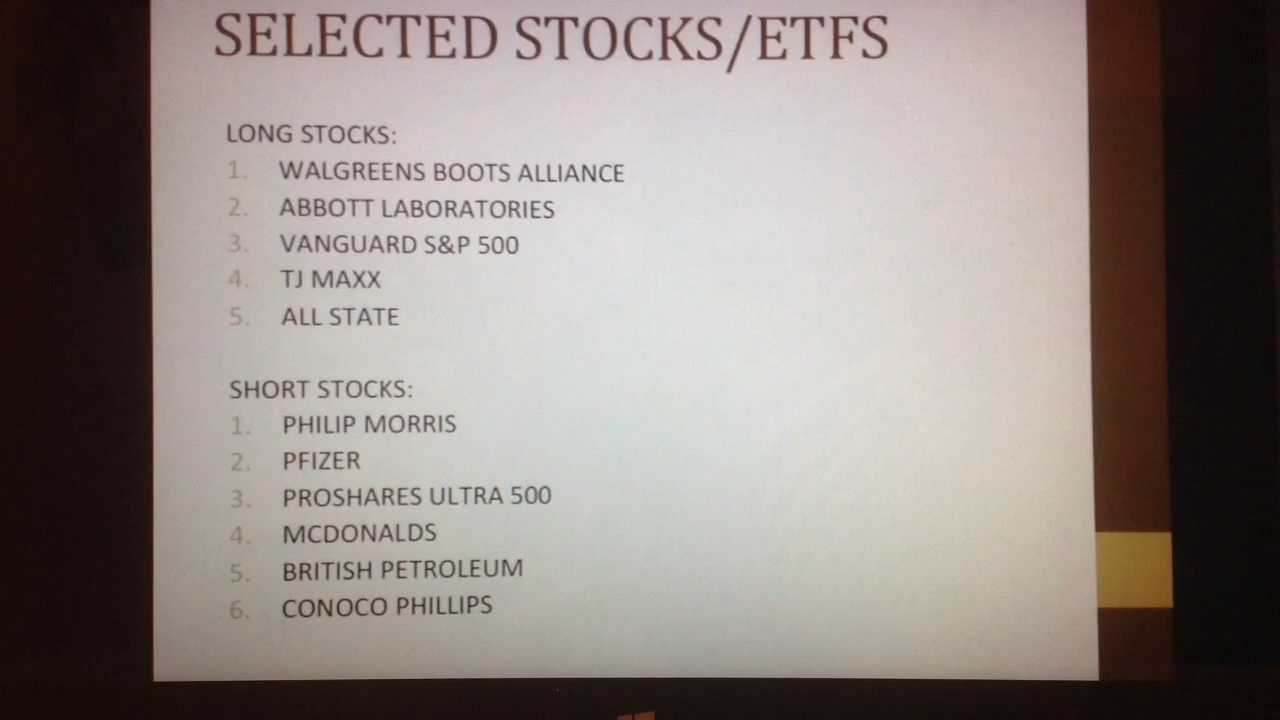 SELECTED STOCKS/ETFS
LONG STOCKS:
1. WALGREENS BOOTS ALLIANCE
2. ABBOTT LABORATORIES
3. VANGUARD S&P 500
4. TJ MAXX
5. ALL STATE
SHORT STOCKS:
1. PHILIP MORRIS
2. PFIZER
3. PROSHARES ULTRA 500
4. MCDONALDS
5. BRITISH PETROLEUM
6. CONOCO PHILLIPS